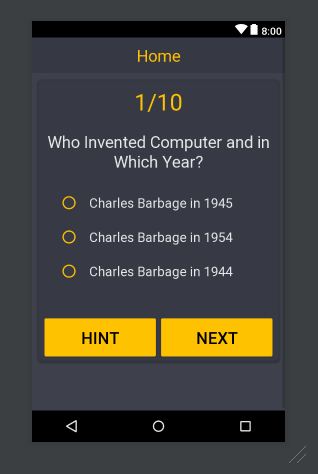 8:00
Home
1/10
Who Invented Computer and in
Which Year?
Charles Barbage in 1945
Charles Barbage in 1954
Charles Barbage in 1944
HINT NEXT